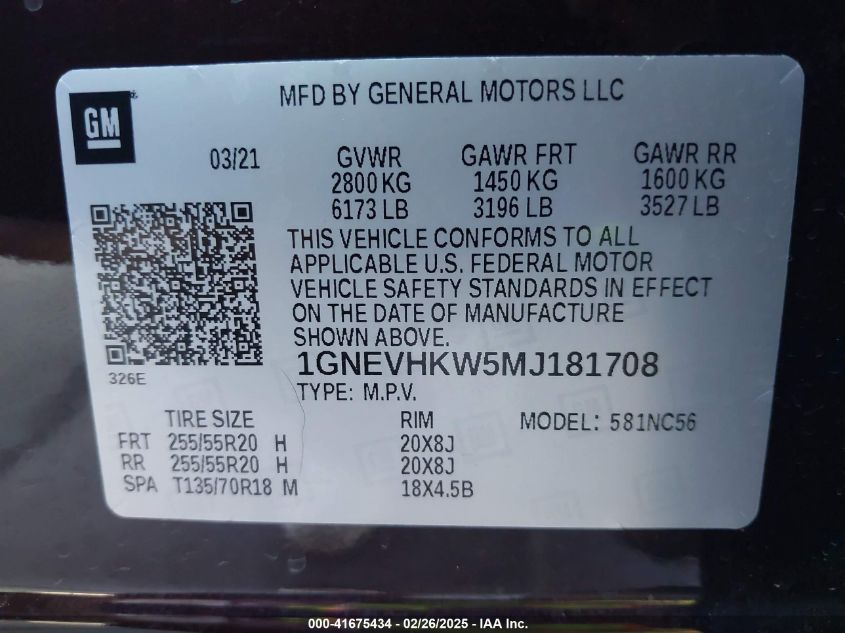 MFD BY GENERAL MOTORS LLC
GM
03/21 GVWR GAWR FRT GAWR RR
2800 KG 1450 KG 1600 KG
6173 LB 3196 LB 3527 LB
THIS VEHICLE CONFORMS TO ALL
APPLICABLE U.S. FEDERAL MOTOR
VEHICLE SAFETY STANDARDS IN EFFECT
ON THE DATE OF MANUFACTURE
SHOWN ABOVE.
1GNEVHKW5MJ181708
326E
TYPE: M.P.V.
TIRE SIZE RIM MODEL: 581NC56
FRT 255/55R20 H 20X8J
RR 255/55R20 H 20X8J
SPA T135/70R18 M 18X4.5B
000-41675434 - 02/26/2025 - IAA Inc.